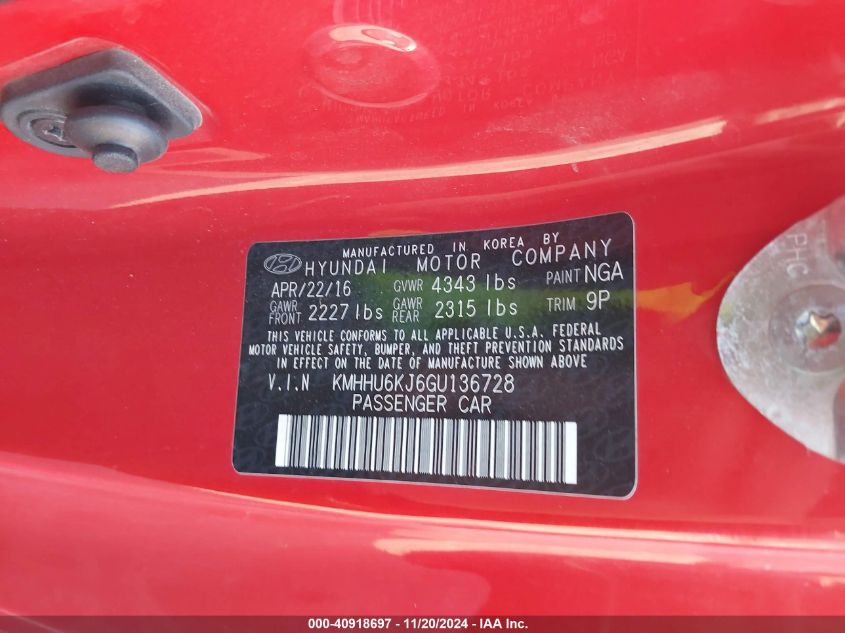 MANUFACTURED IN KOREA BY
HYUNDAI MOTOR COMPANY
APR/22/16 GVWR 4343 lbs PAINT NGA
GAWR FRONT 2227 lbs GAWR REAR 2315 lbs TRIM 9P
THIS VEHICLE CONFORMS TO ALL APPLICABLE U.S.A. FEDERAL
MOTOR VEHICLE SAFETY, BUMPER, AND THEFT PREVENTION STANDARDS
IN EFFECT ON THE DATE OF MANUFACTURE SHOWN ABOVE
V.I.N KMHHU6KJ6GU136728
PASSENGER CAR
PHC
000-40918697 - 11/20/2024 - IAA Inc.